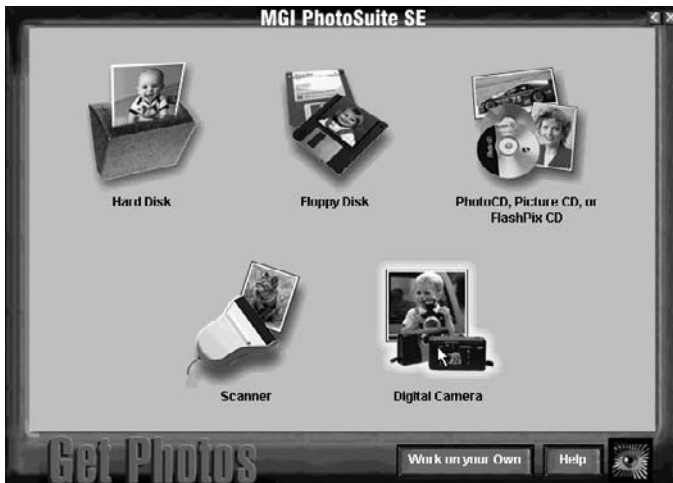 MGI PhotoSuite SE
Hard Disk
Floppy Disk
PhotoCD, Picture CD, or
FlashPix CD
Scanner
Digital Camera
Get Photos
Work on your Own
Help